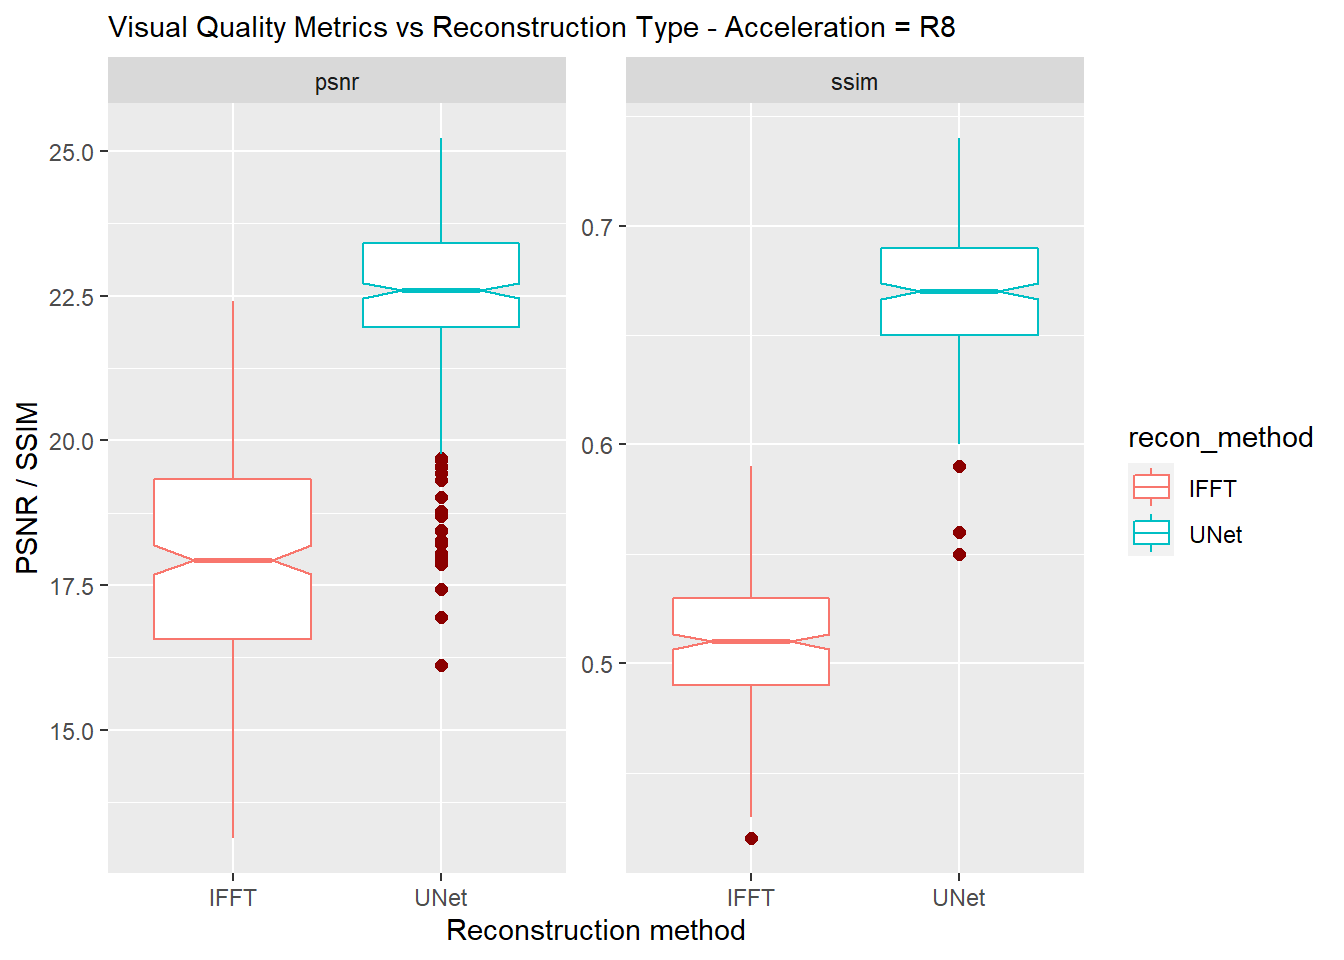 Visual Quality Metrics vs Reconstruction Type - Acceleration = R8
psnr
ssim
PSNR / SSIM
25.0
22.5
20.0
17.5
15.0
0.7
0.6
0.5
IFFT
UNet
IFFT
UNet
Reconstruction method
recon_method
IFFT
UNet